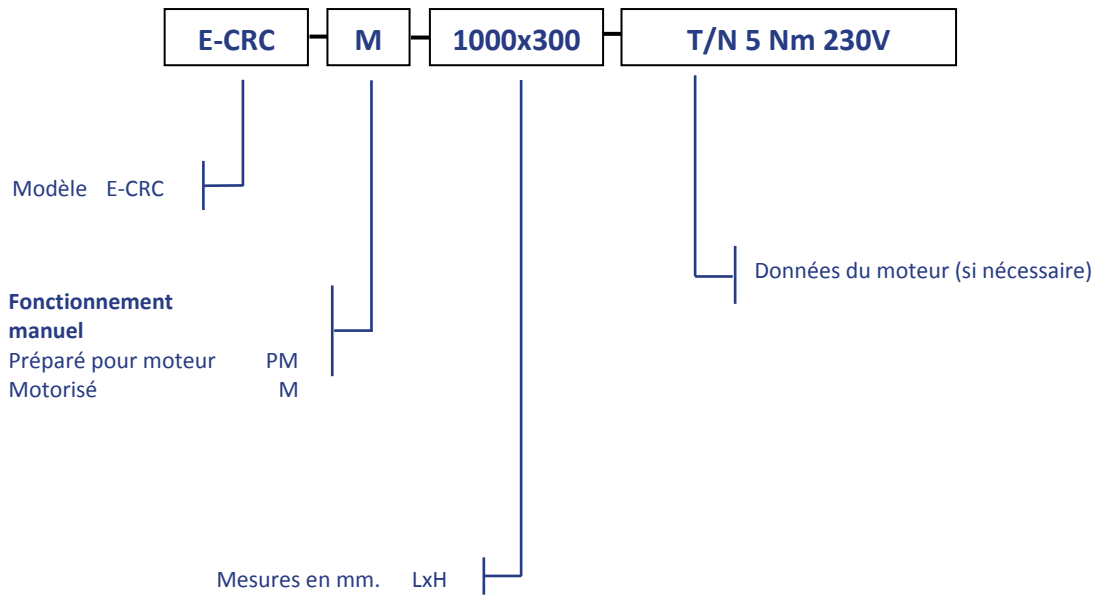 E-CRC M 1000x300 T/N 5 Nm 230V
Modèle E-CRC
Données du moteur (si nécessaire)
Fonctionnement
manuel
Préparé pour moteur PM
Motorisé M
Mesures en mm. LxH